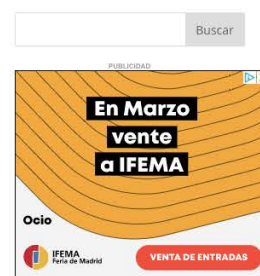 Buscar
PUBLICIDAD
En Marzo
vente
a IFEMA
Ocio
IFEMA
Feria de Madrid
VENTA DE ENTRADAS